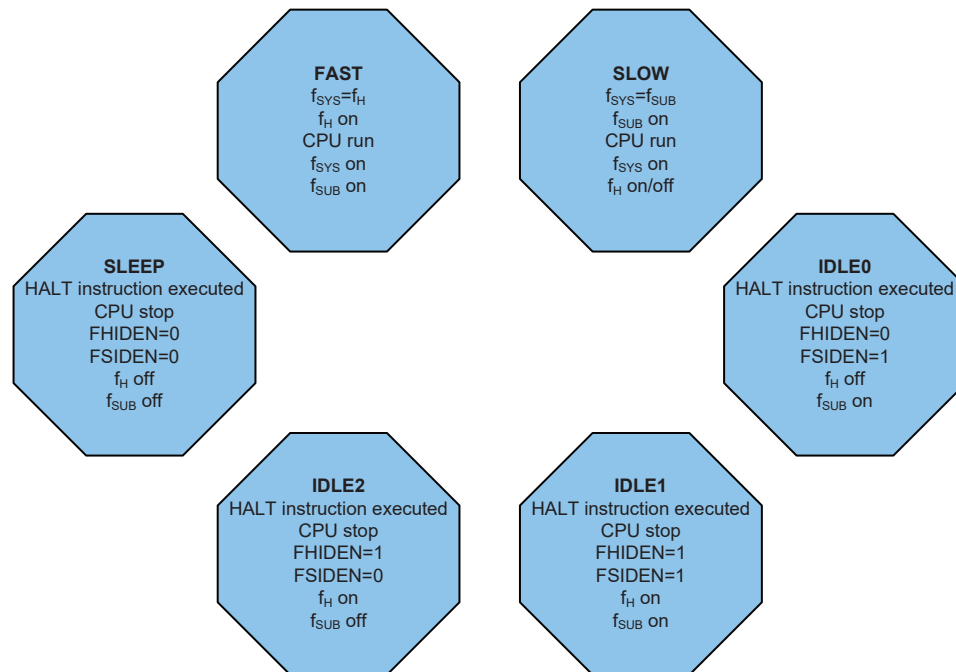 FAST
fSYS=fH
fH on
CPU run
fSYS on
fSUB on
SLOW
fSYS=fSUB
fSUB on
CPU run
fSYS on
fH on/off
SLEEP
HALT instruction executed
CPU stop
FHIDEN=0
FSIDEN=0
fH off
fSUB off
IDLE0
HALT instruction executed
CPU stop
FHIDEN=0
FSIDEN=1
fH off
fSUB on
IDLE2
HALT instruction executed
CPU stop
FHIDEN=1
FSIDEN=0
fH on
fSUB off
IDLE1
HALT instruction executed
CPU stop
FHIDEN=1
FSIDEN=1
fH on
fSUB on